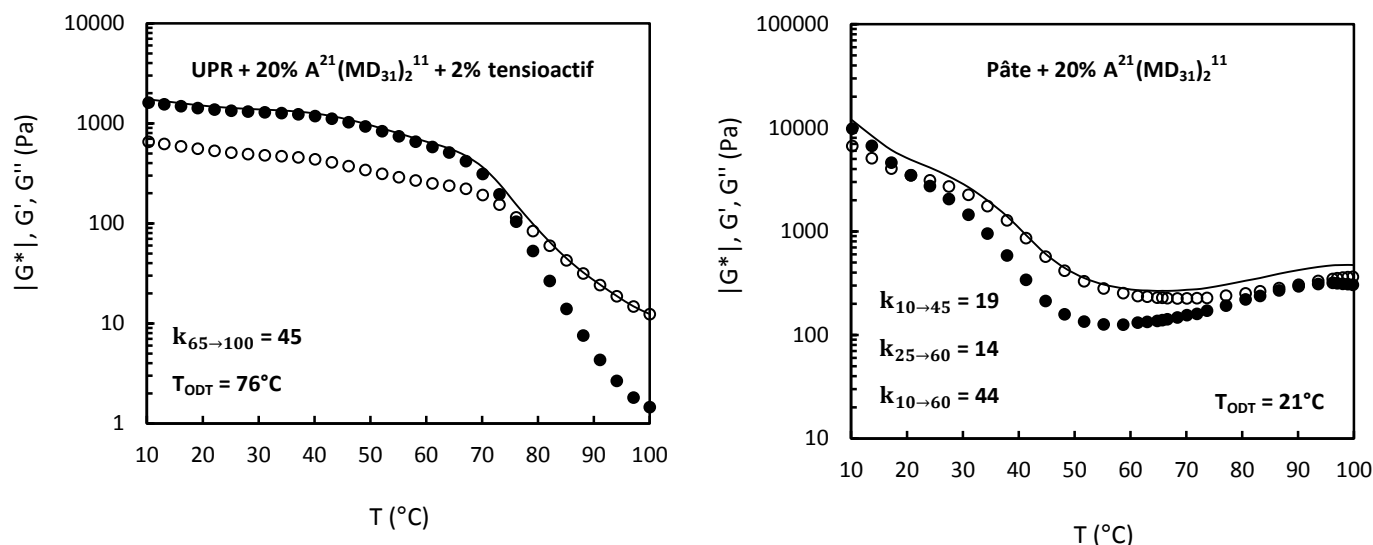 UPR + 20% A²¹(MD₃₁)₂¹¹ + 2% tensioactif
|G*|, G', G'' (Pa)
10000
1000
100
10
1
k₆₅→₁₀₀ = 45
T_ODT = 76°C
10 20 30 40 50 60 70 80 90 100
T (°C)
Pâte + 20% A²¹(MD₃₁)₂¹¹
|G*|, G', G'' (Pa)
100000
10000
1000
100
10
k₁₀→₄₅ = 19
k₂₅→₆₀ = 14
k₁₀→₆₀ = 44
T_ODT = 21°C
10 20 30 40 50 60 70 80 90 100
T (°C)